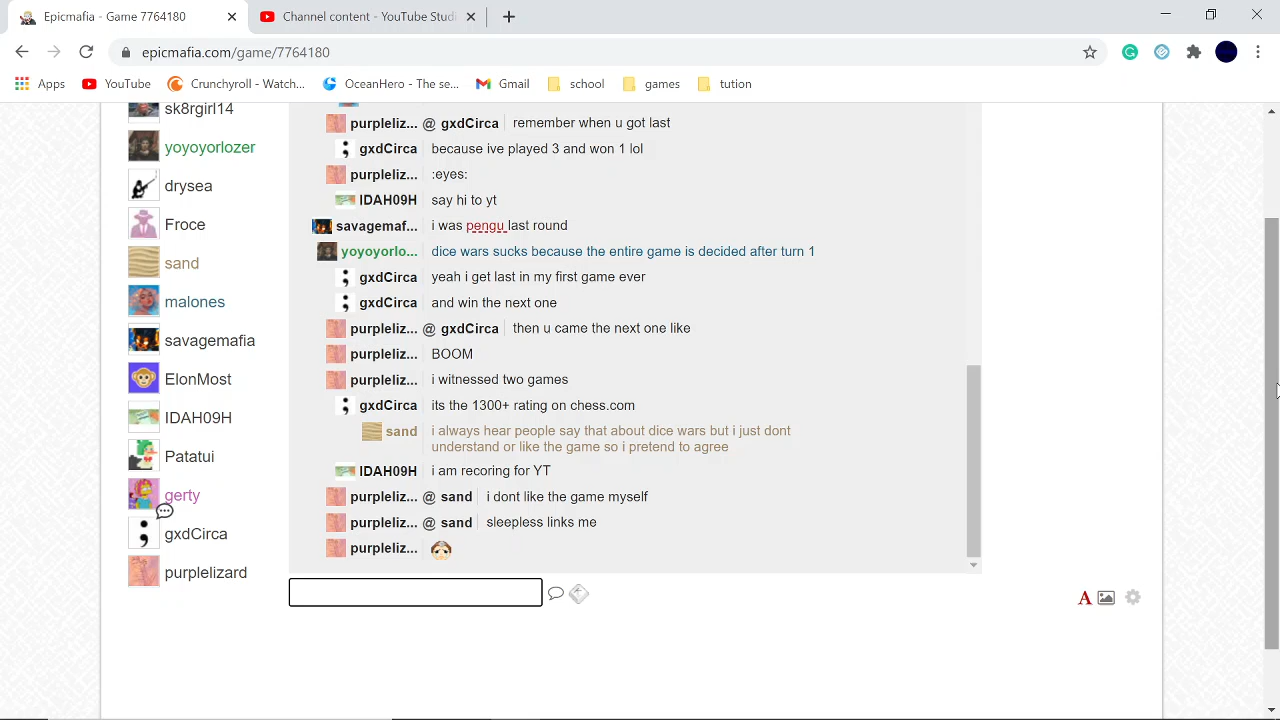 Epicmafia - Game 7764180
Channel content - YouTube Stud
epicmafia.com/game/7764180
Apps
YouTube
Crunchyroll - Watch...
OceanHero - The se...
Gmail
school
games
tution
sk8rgirl14
yoyoyorlozer
drysea
Froce
sand
malones
savagemafia
ElonMost
IDAH09H
Patatui
gerty
gxdCirca
purplelizard
purpleliz... @ gxdCirca remember when u got last
gxdCirca because ive played 3 and won 1 lol
purpleliz... :eyes:
IDAH09H say hi to yt
savagemaf... i was pengu last round
yoyoyorlo... dice wars sucks because the entire game is decided after turn 1
gxdCirca yeah i get last in my first game ever
gxdCirca and win the next one
purpleliz... @ gxdCirca then u came the next one like
purpleliz... BOOM
purpleliz... i witnessed two games
gxdCirca its the 1300+ rating on chess.com
sand i always hear people say that about dice wars but i just dont
understand or like the game so i pretend to agree
IDAH09H i am recoring for YT
purpleliz... @ sand i dont like the game myself
purpleliz... @ sand sleepless links me
purpleliz...
A